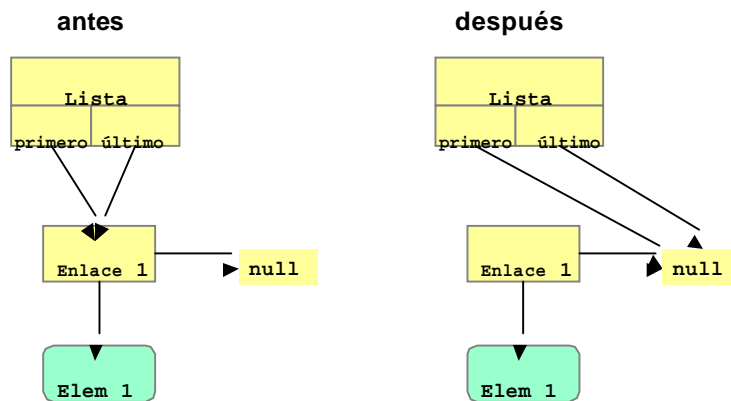 antes
Lista
primero último
Enlace 1
null
Elem 1
después
Lista
primero último
Enlace 1
null
Elem 1